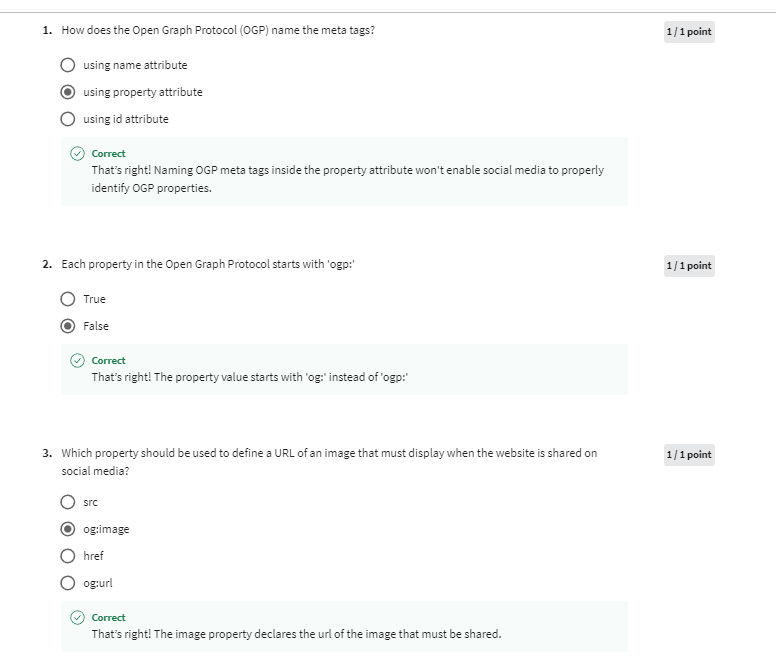 1. How does the Open Graph Protocol (OGP) name the meta tags?
1 / 1 point
using name attribute
using property attribute
using id attribute
Correct
That's right! Naming OGP meta tags inside the property attribute won't enable social media to properly
identify OGP properties.
2. Each property in the Open Graph Protocol starts with 'ogp:'
1 / 1 point
True
False
Correct
That's right! The property value starts with 'og:' instead of 'ogp:'
3. Which property should be used to define a URL of an image that must display when the website is shared on
social media?
1 / 1 point
src
og:image
href
og:url
Correct
That's right! The image property declares the url of the image that must be shared.